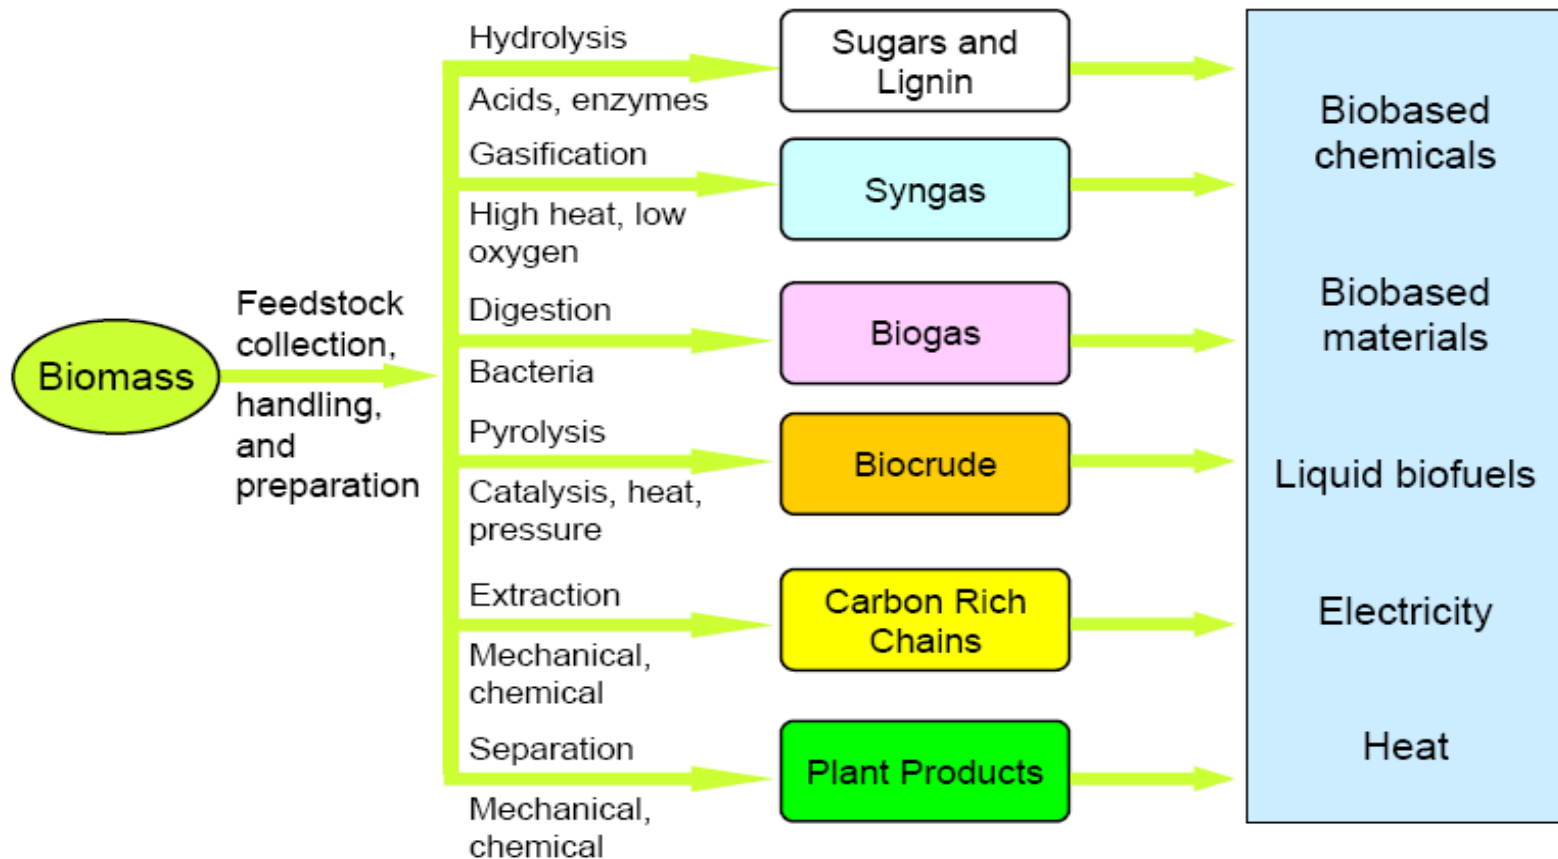 Biomass
Feedstock
collection,
handling,
and
preparation
Hydrolysis
Acids, enzymes
Sugars and
Lignin
Gasification
High heat, low
oxygen
Syngas
Digestion
Bacteria
Biogas
Pyrolysis
Catalysis, heat,
pressure
Biocrude
Extraction
Mechanical,
chemical
Carbon Rich
Chains
Separation
Mechanical,
chemical
Plant Products
Biobased
chemicals
Biobased
materials
Liquid biofuels
Electricity
Heat